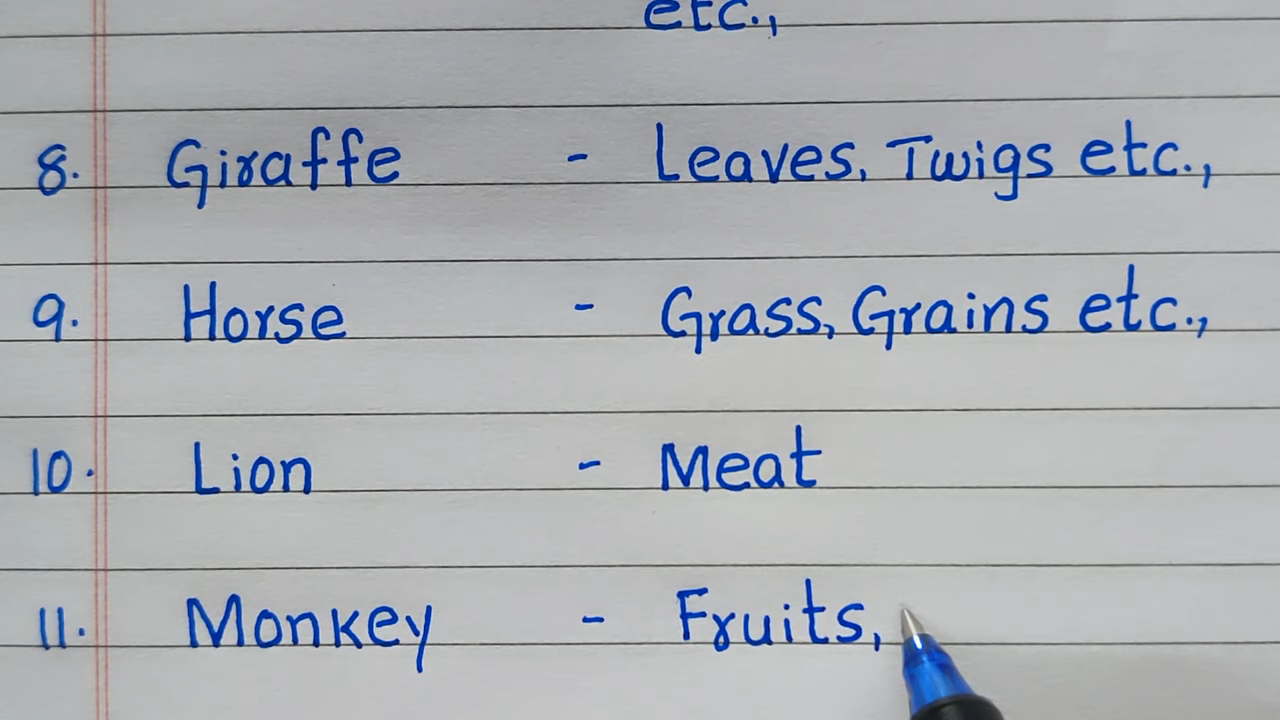 etc.,
8. Giraffe - Leaves, Twigs etc.,
9. Horse - Grass, Grains etc.,
10. Lion - Meat
11. Monkey - Fruits,